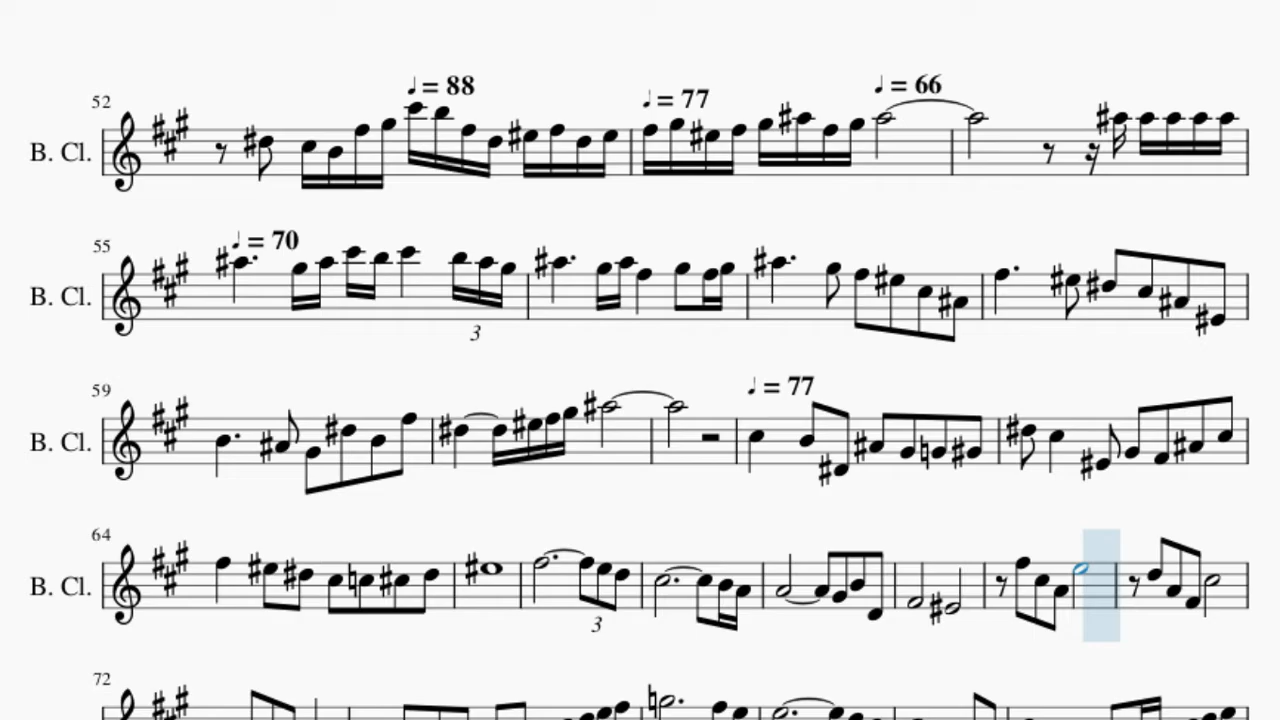 52
♩ = 88
♩ = 77
♩ = 66
B. Cl.
55
♩ = 70
B. Cl.
3
59
♩ = 77
B. Cl.
64
B. Cl.
3
72